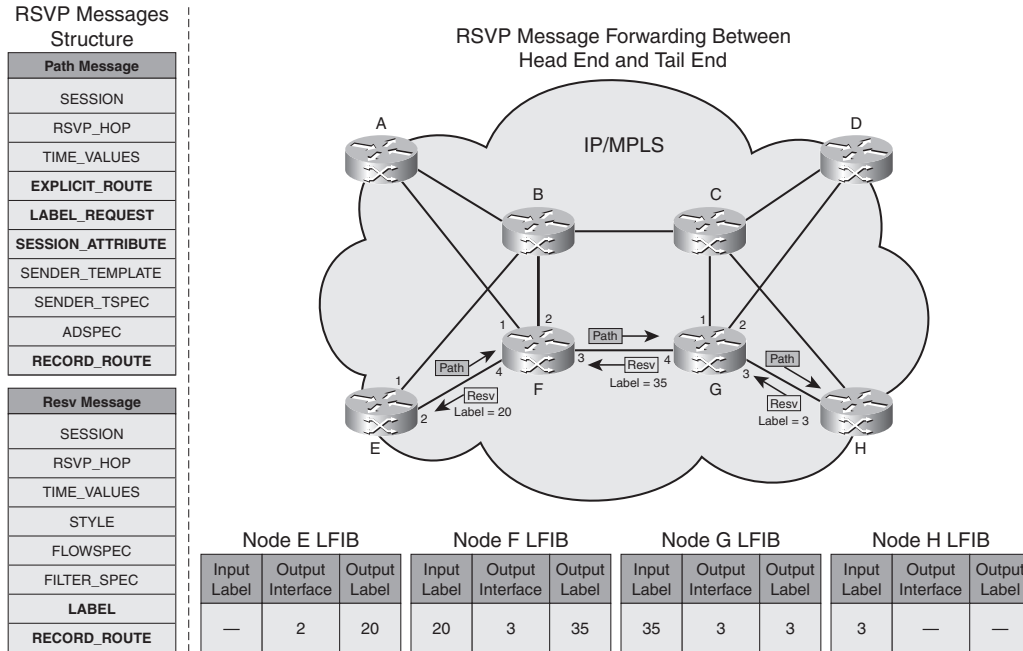 RSVP Messages
Structure
Path Message
SESSION
RSVP_HOP
TIME_VALUES
EXPLICIT_ROUTE
LABEL_REQUEST
SESSION_ATTRIBUTE
SENDER_TEMPLATE
SENDER_TSPEC
ADSPEC
RECORD_ROUTE
Resv Message
SESSION
RSVP_HOP
TIME_VALUES
STYLE
FLOWSPEC
FILTER_SPEC
LABEL
RECORD_ROUTE
RSVP Message Forwarding Between
Head End and Tail End
IP/MPLS
A
D
B
C
1
2
Path
1
2
1
Path
4
3
Resv
Label = 35
4
3
Path
F
G
2
Resv
Label = 20
Resv
Label = 3
E
H
Node E LFIB
Input Label Output Interface Output Label
— 2 20
Node F LFIB
Input Label Output Interface Output Label
20 3 35
Node G LFIB
Input Label Output Interface Output Label
35 3 3
Node H LFIB
Input Label Output Interface Output Label
3 — —